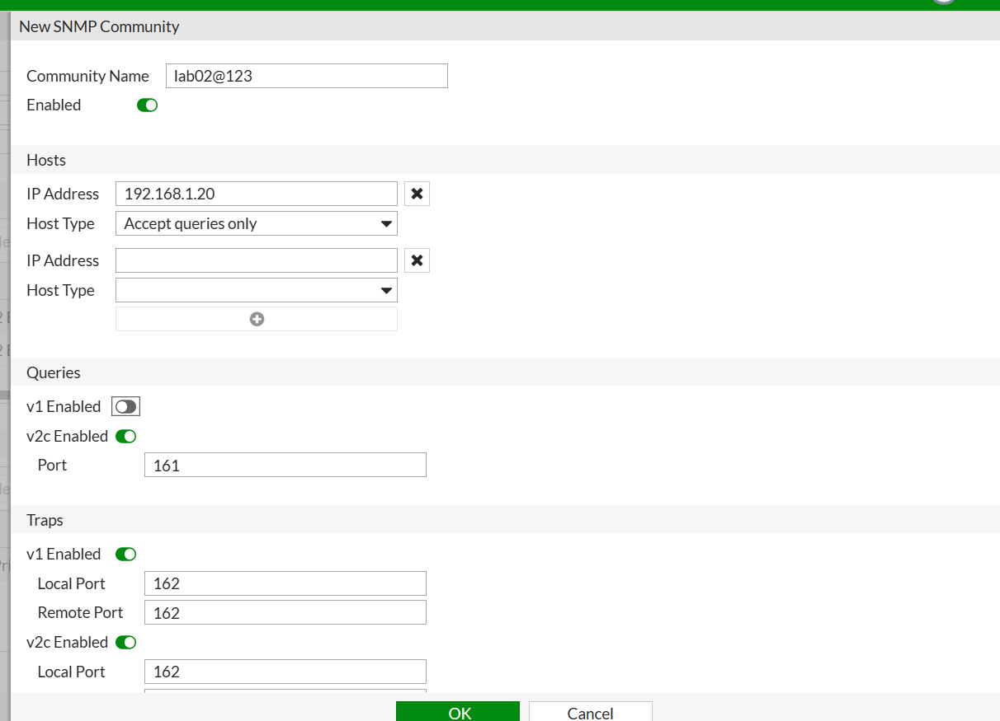 New SNMP Community
Community Name lab02@123
Enabled
Hosts
IP Address 192.168.1.20
Host Type Accept queries only
IP Address
Host Type
Queries
v1 Enabled
v2c Enabled
Port 161
Traps
v1 Enabled
Local Port 162
Remote Port 162
v2c Enabled
Local Port 162
OK Cancel